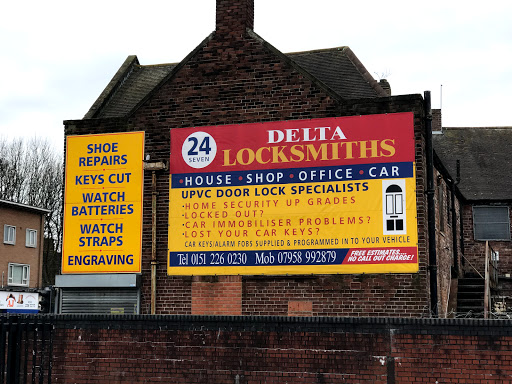 SHOE
REPAIRS
KEYS CUT
WATCH
BATTERIES
WATCH
STRAPS
ENGRAVING
24
SEVEN
DELTA
LOCKSMITHS
·HOUSE·SHOP·OFFICE·CAR
UPVC DOOR LOCK SPECIALISTS
·HOME SECURITY UP GRADES
·LOCKED OUT?
·CAR IMMOBILISER PROBLEMS?
·LOST YOUR CAR KEYS?
CAR KEYS/ALARM FOBS SUPPLIED & PROGRAMMED IN TO YOUR VEHICLE
Tel 0151 226 0230 Mob 07958 992879
FREE ESTIMATES...
NO CALL OUT CHARGE!